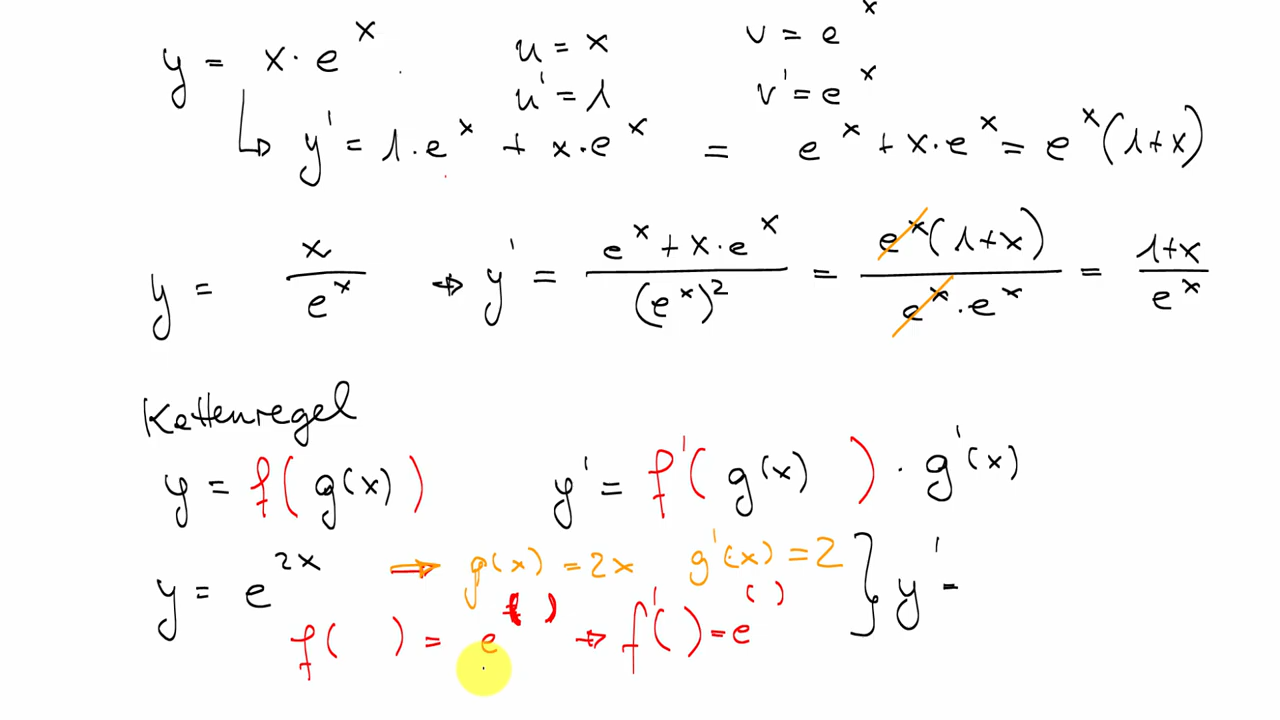 y = x · e^x    u = x    v = e^x
u' = 1    v' = e^x
↳ y' = 1 · e^x + x · e^x = e^x + x · e^x = e^x (1+x)
y = x / e^x → y' = (e^x + x · e^x) / (e^x)^2 = e^x (1+x) / (e^x · e^x) = (1+x) / e^x
Kettenregel
y = f( g(x) )    y' = f'( g(x) ) · g'(x)
y = e^2x ⇒ g(x) = 2x    g'(x) = 2 } y' =
f( ) = e^( ) → f'( ) = e^( )